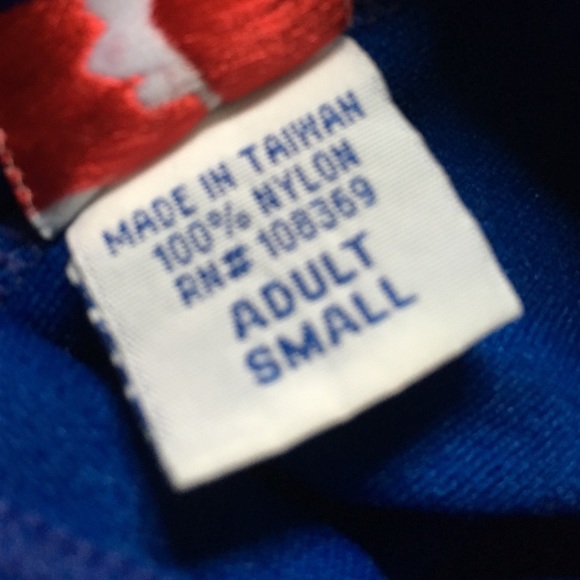 MADE IN TAIWAN
100% NYLON
RN# 108369
ADULT
SMALL